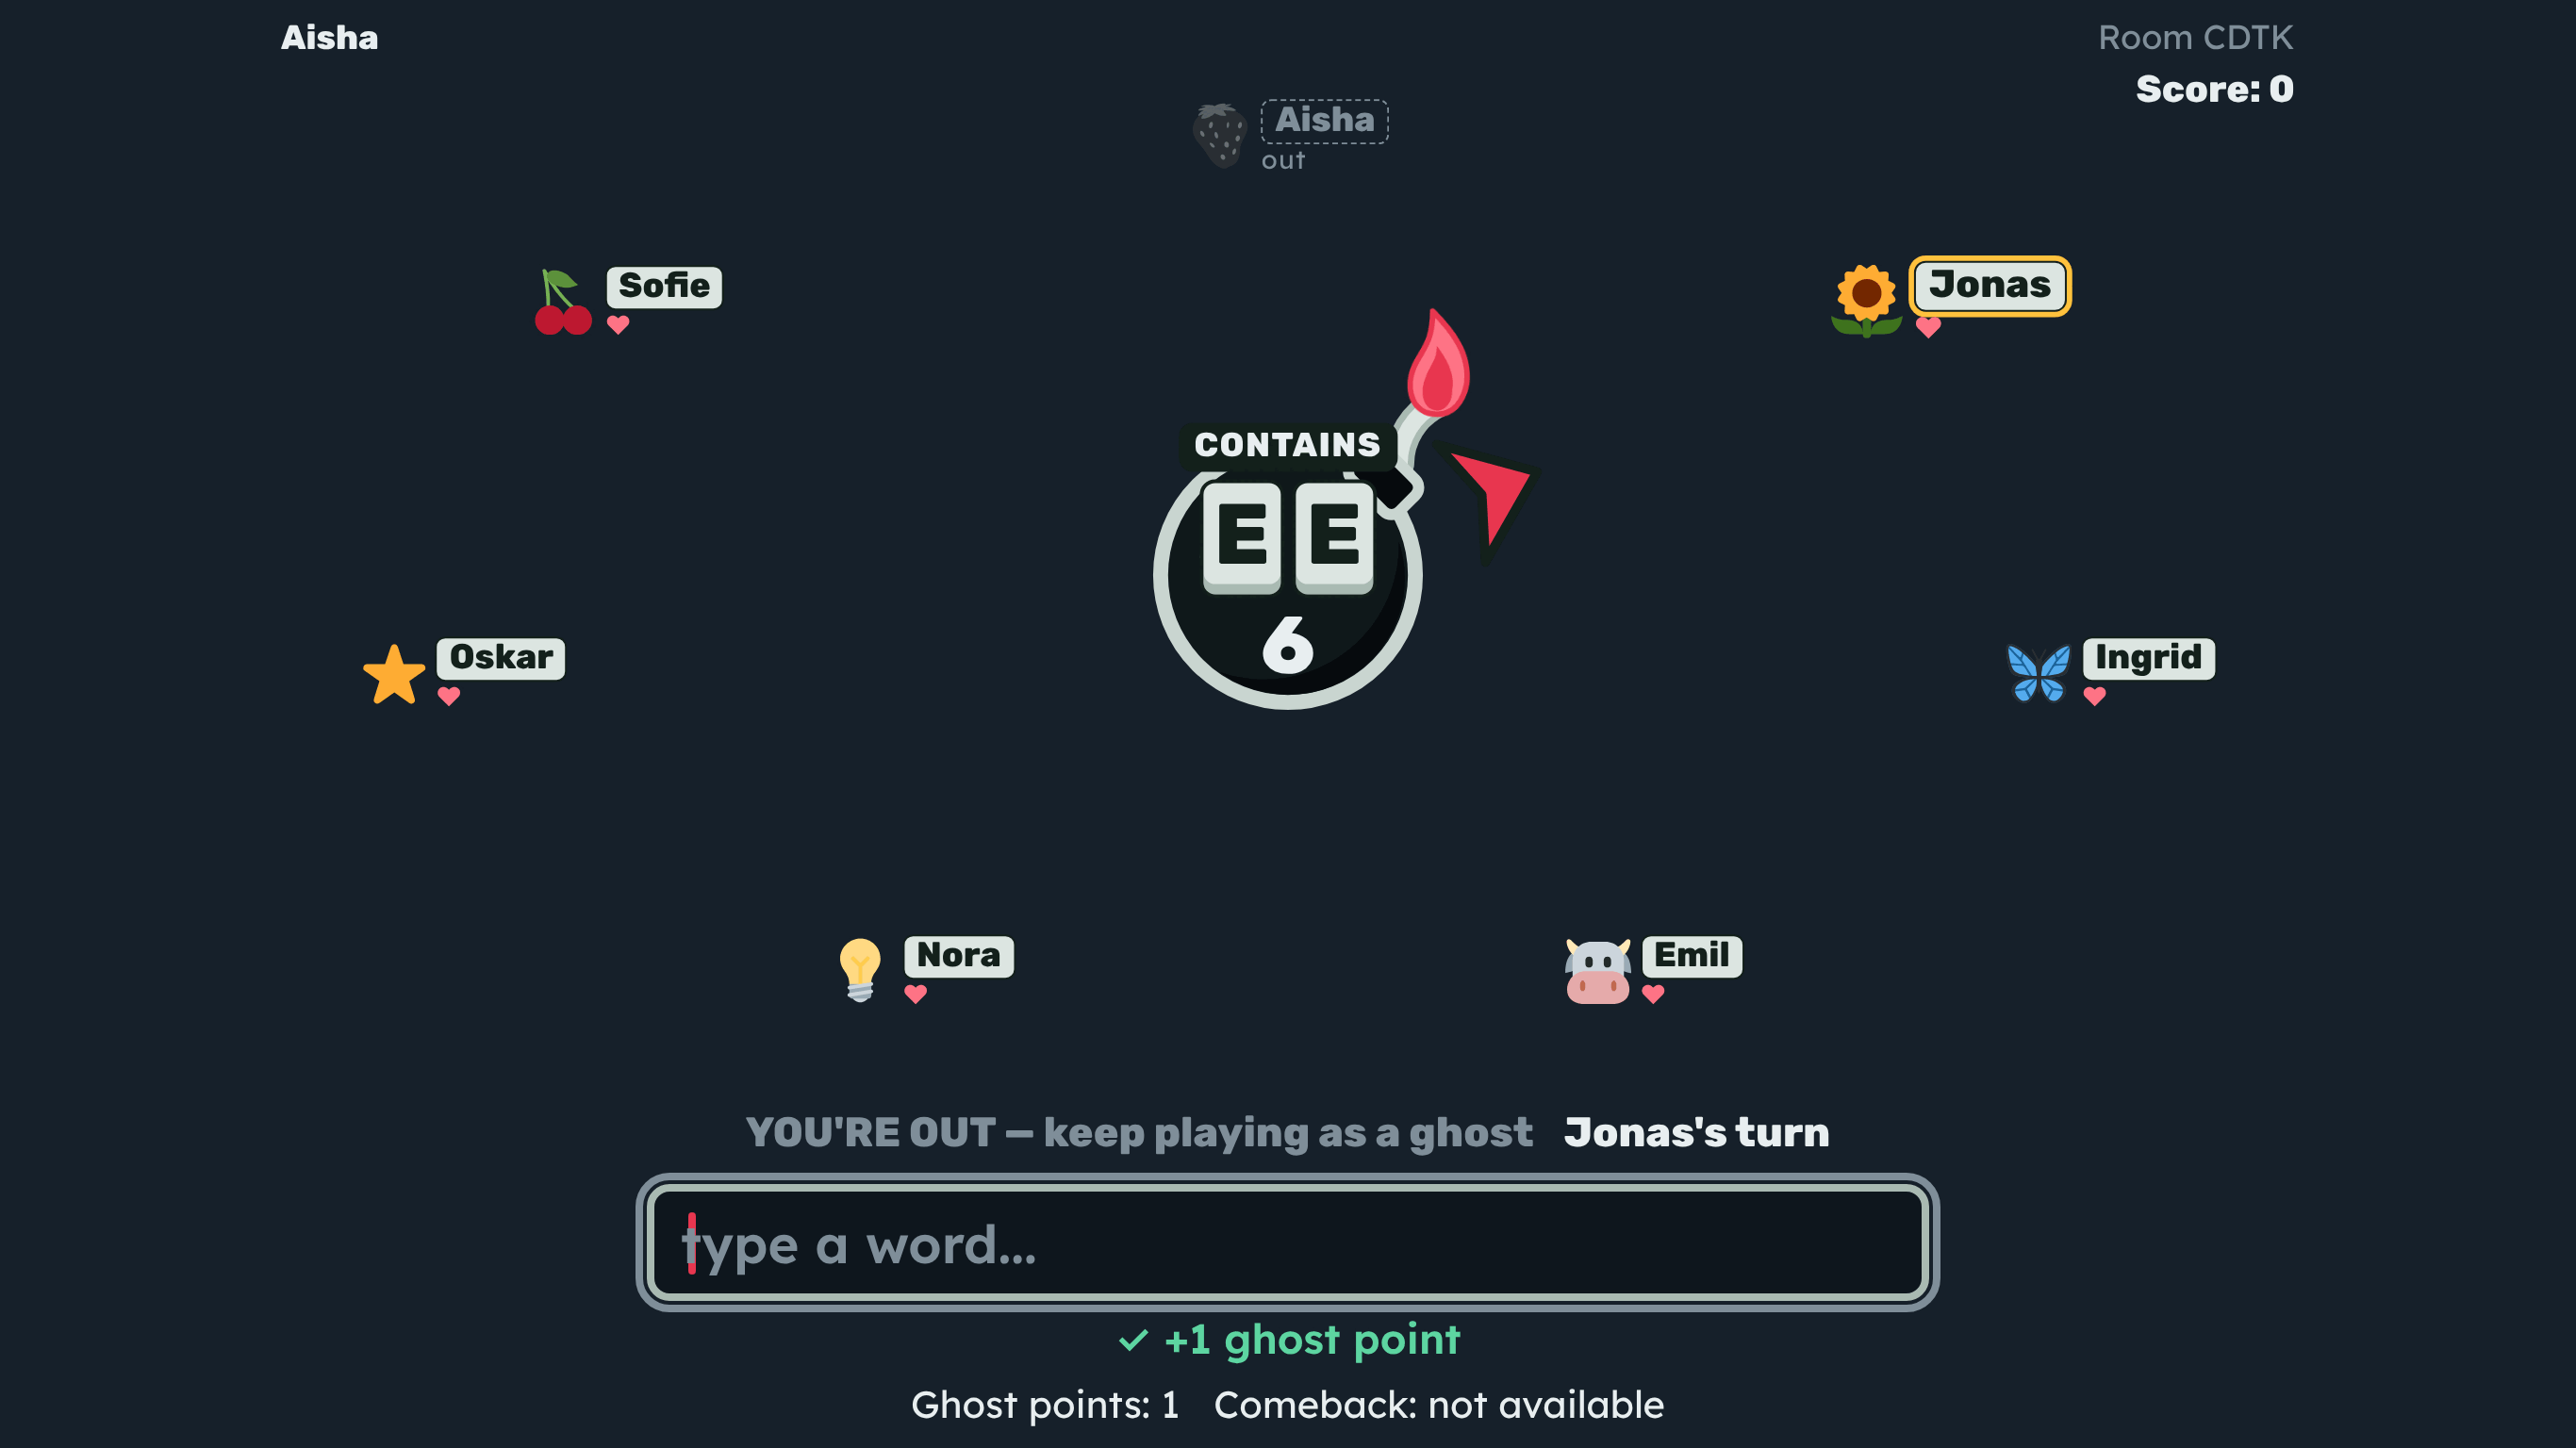 Aisha
Room CDTK
Score: 0
Aisha
out
Sofie
Jonas
CONTAINS
EE
6
Oskar
Ingrid
Nora
Emil
YOU'RE OUT – keep playing as a ghost Jonas's turn
type a word...
✓ +1 ghost point
Ghost points: 1 Comeback: not available